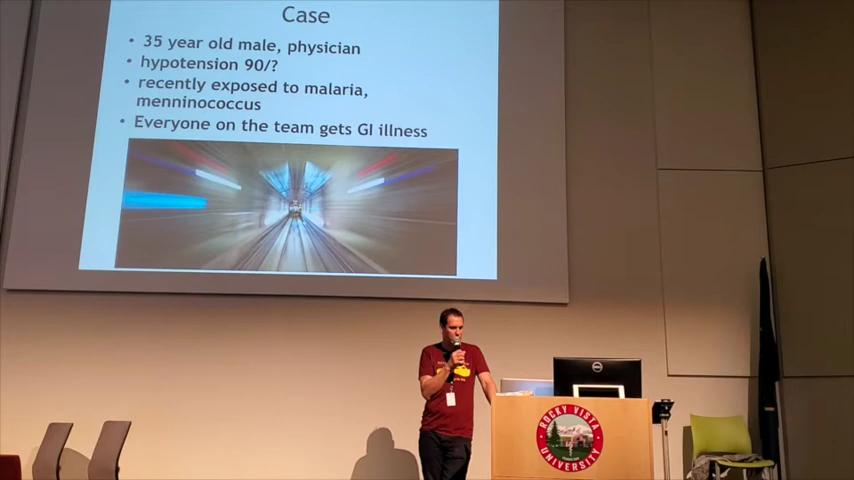 Case
• 35 year old male, physician
• hypotension 90/?
• recently exposed to malaria,
menninococcus
• Everyone on the team gets GI illness
ROCKY VISTA
UNIVERSITY